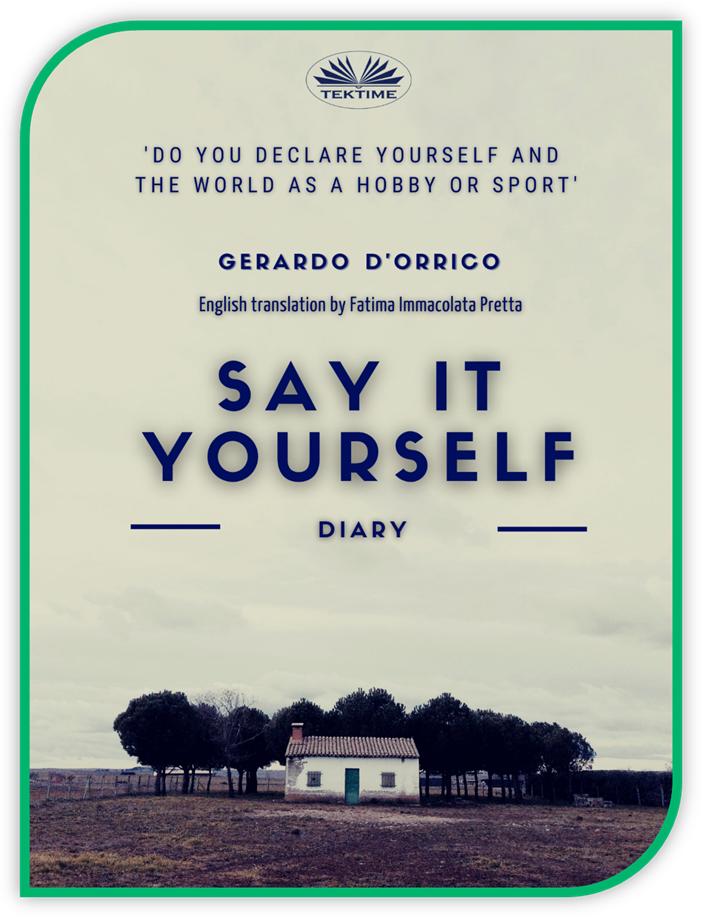 TEKTIME
'DO YOU DECLARE YOURSELF AND
THE WORLD AS A HOBBY OR SPORT'
GERARDO D'ORRICO
English translation by Fatima Immacolata Pretta
SAY IT
YOURSELF
DIARY